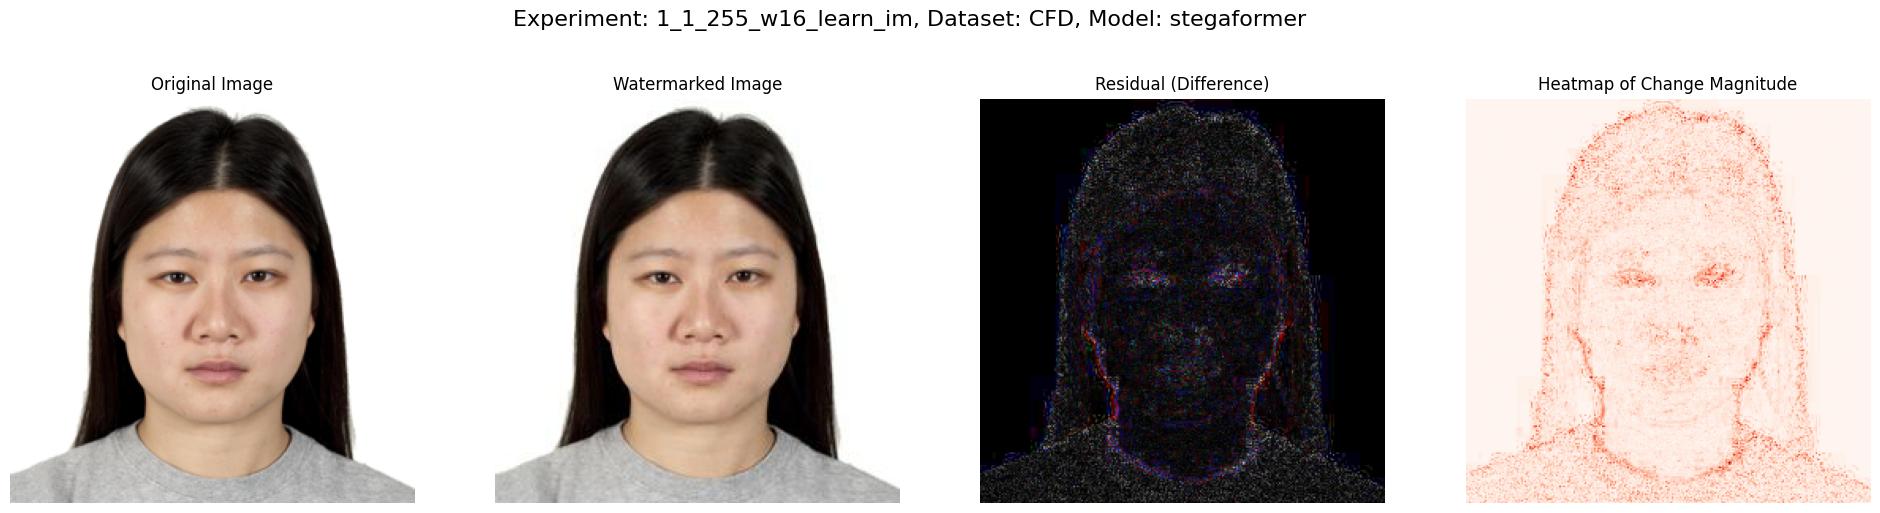 Experiment: 1_1_255_w16_learn_im, Dataset: CFD, Model: stegaformer
Original Image
Watermarked Image
Residual (Difference)
Heatmap of Change Magnitude